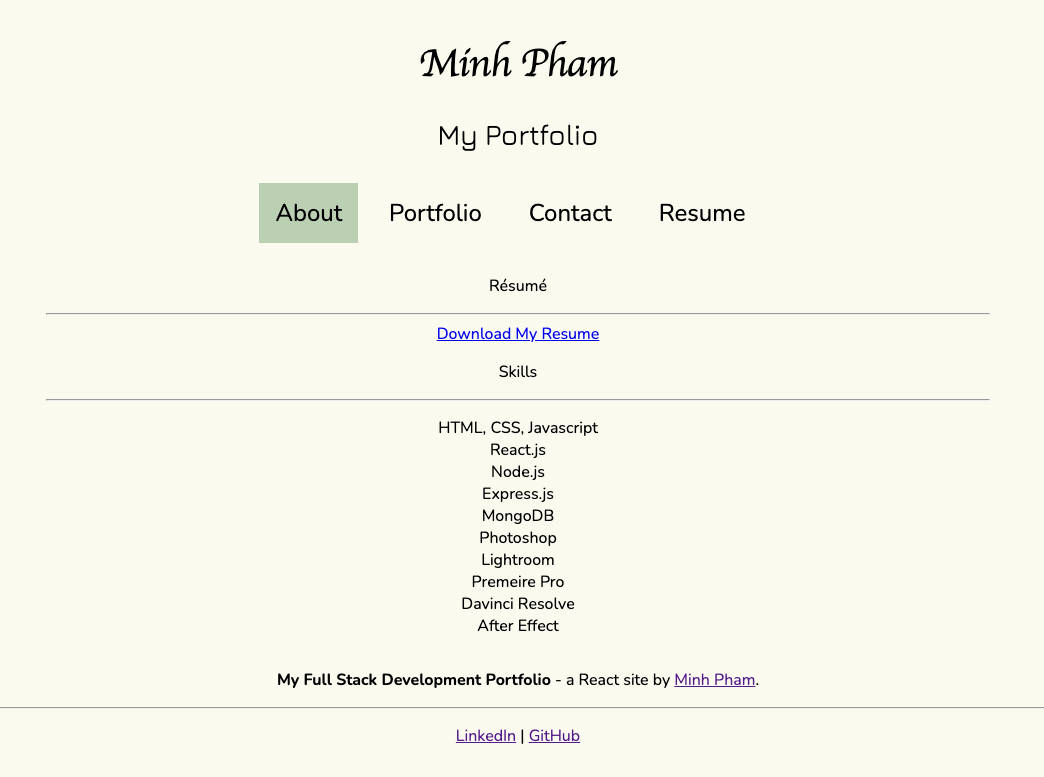 Minh Pham
My Portfolio
About Portfolio Contact Resume
Résumé
Download My Resume
Skills
HTML, CSS, Javascript
React.js
Node.js
Express.js
MongoDB
Photoshop
Lightroom
Premeire Pro
Davinci Resolve
After Effect
My Full Stack Development Portfolio - a React site by Minh Pham.
LinkedIn | GitHub